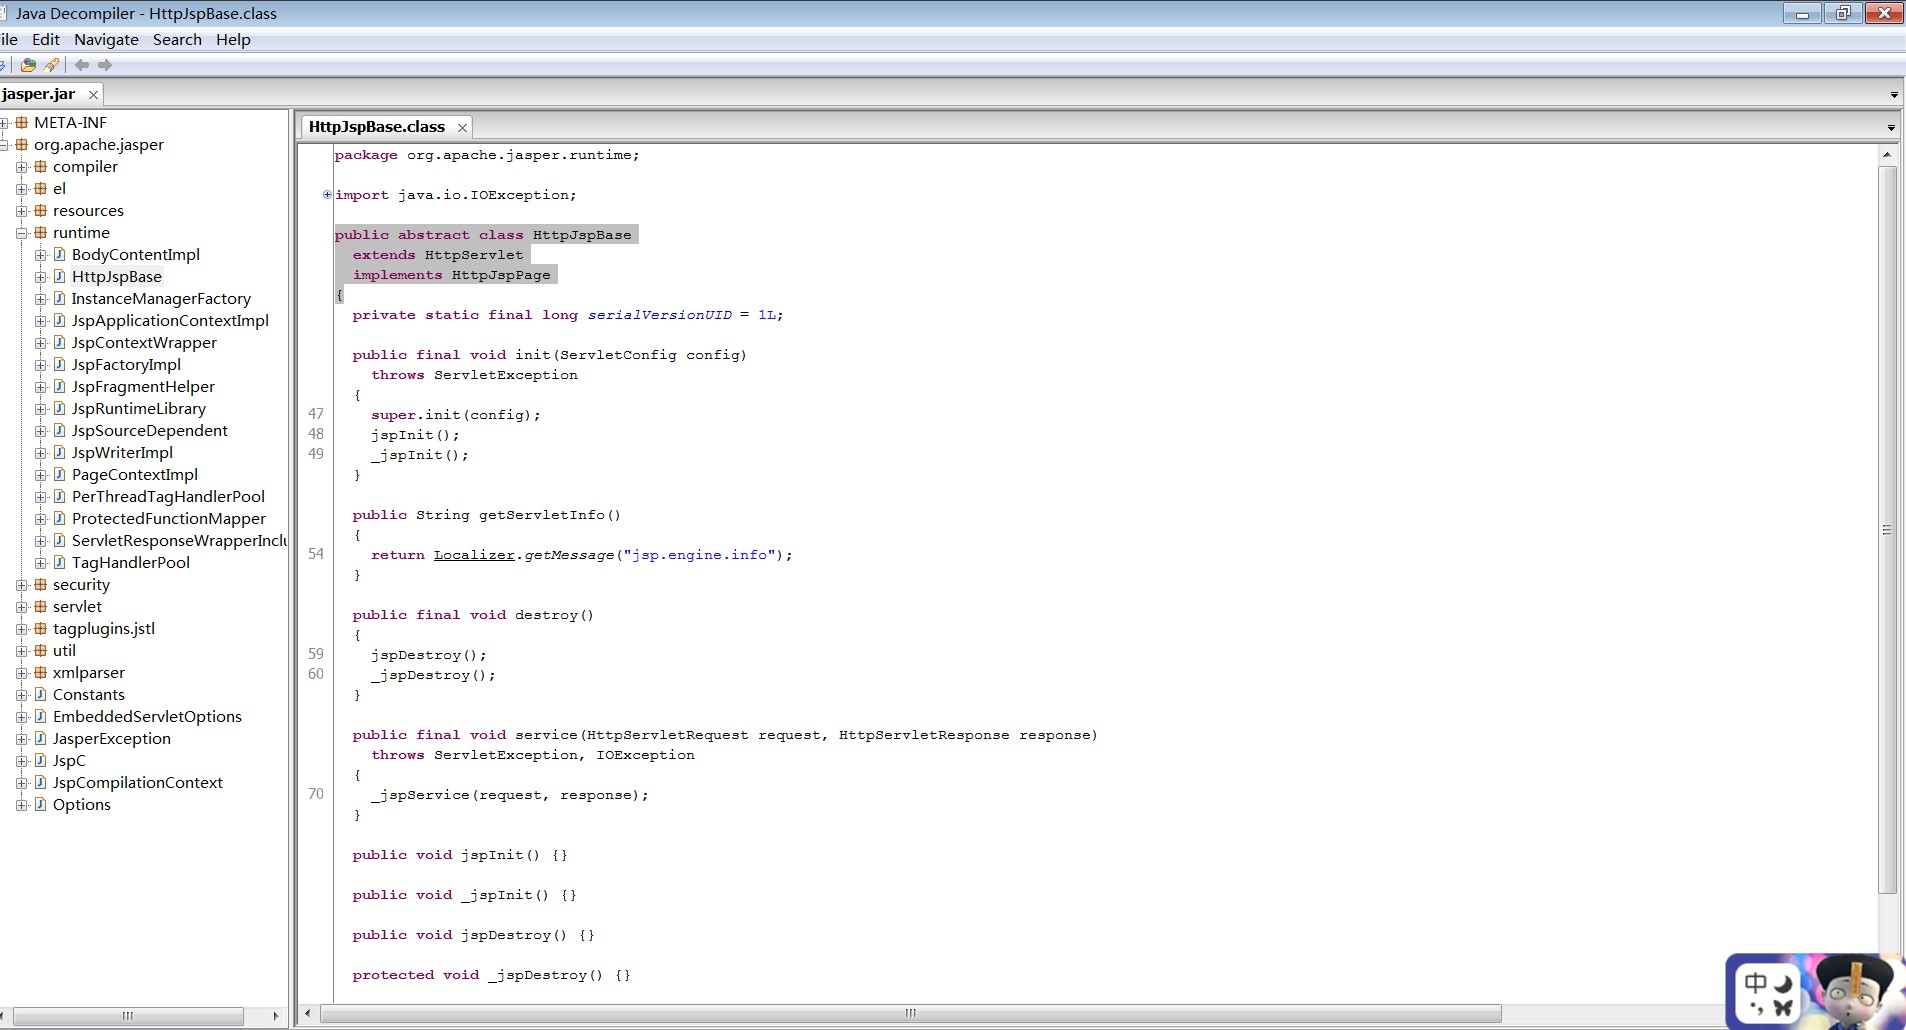 Java Decompiler - HttpJspBase.class
ile Edit Navigate Search Help
jasper.jar
META-INF
org.apache.jasper
compiler
el
resources
runtime
BodyContentImpl
HttpJspBase
InstanceManagerFactory
JspApplicationContextImpl
JspContextWrapper
JspFactoryImpl
JspFragmentHelper
JspRuntimeLibrary
JspSourceDependent
JspWriterImpl
PageContextImpl
PerThreadTagHandlerPool
ProtectedFunctionMapper
ServletResponseWrapperInclu
TagHandlerPool
security
servlet
tagplugins.jstl
util
xmlparser
Constants
EmbeddedServletOptions
JasperException
JspC
JspCompilationContext
Options
HttpJspBase.class
package org.apache.jasper.runtime;
import java.io.IOException;
public abstract class HttpJspBase
extends HttpServlet
implements HttpJspPage
{
private static final long serialVersionUID = 1L;
public final void init(ServletConfig config)
throws ServletException
{
47 super.init(config);
48 jspInit();
49 _jspInit();
}
public String getServletInfo()
{
54 return Localizer.getMessage("jsp.engine.info");
}
public final void destroy()
{
59 jspDestroy();
60 _jspDestroy();
}
public final void service(HttpServletRequest request, HttpServletResponse response)
throws ServletException, IOException
{
70 _jspService(request, response);
}
public void jspInit() {}
public void _jspInit() {}
public void jspDestroy() {}
protected void _jspDestroy() {}
中